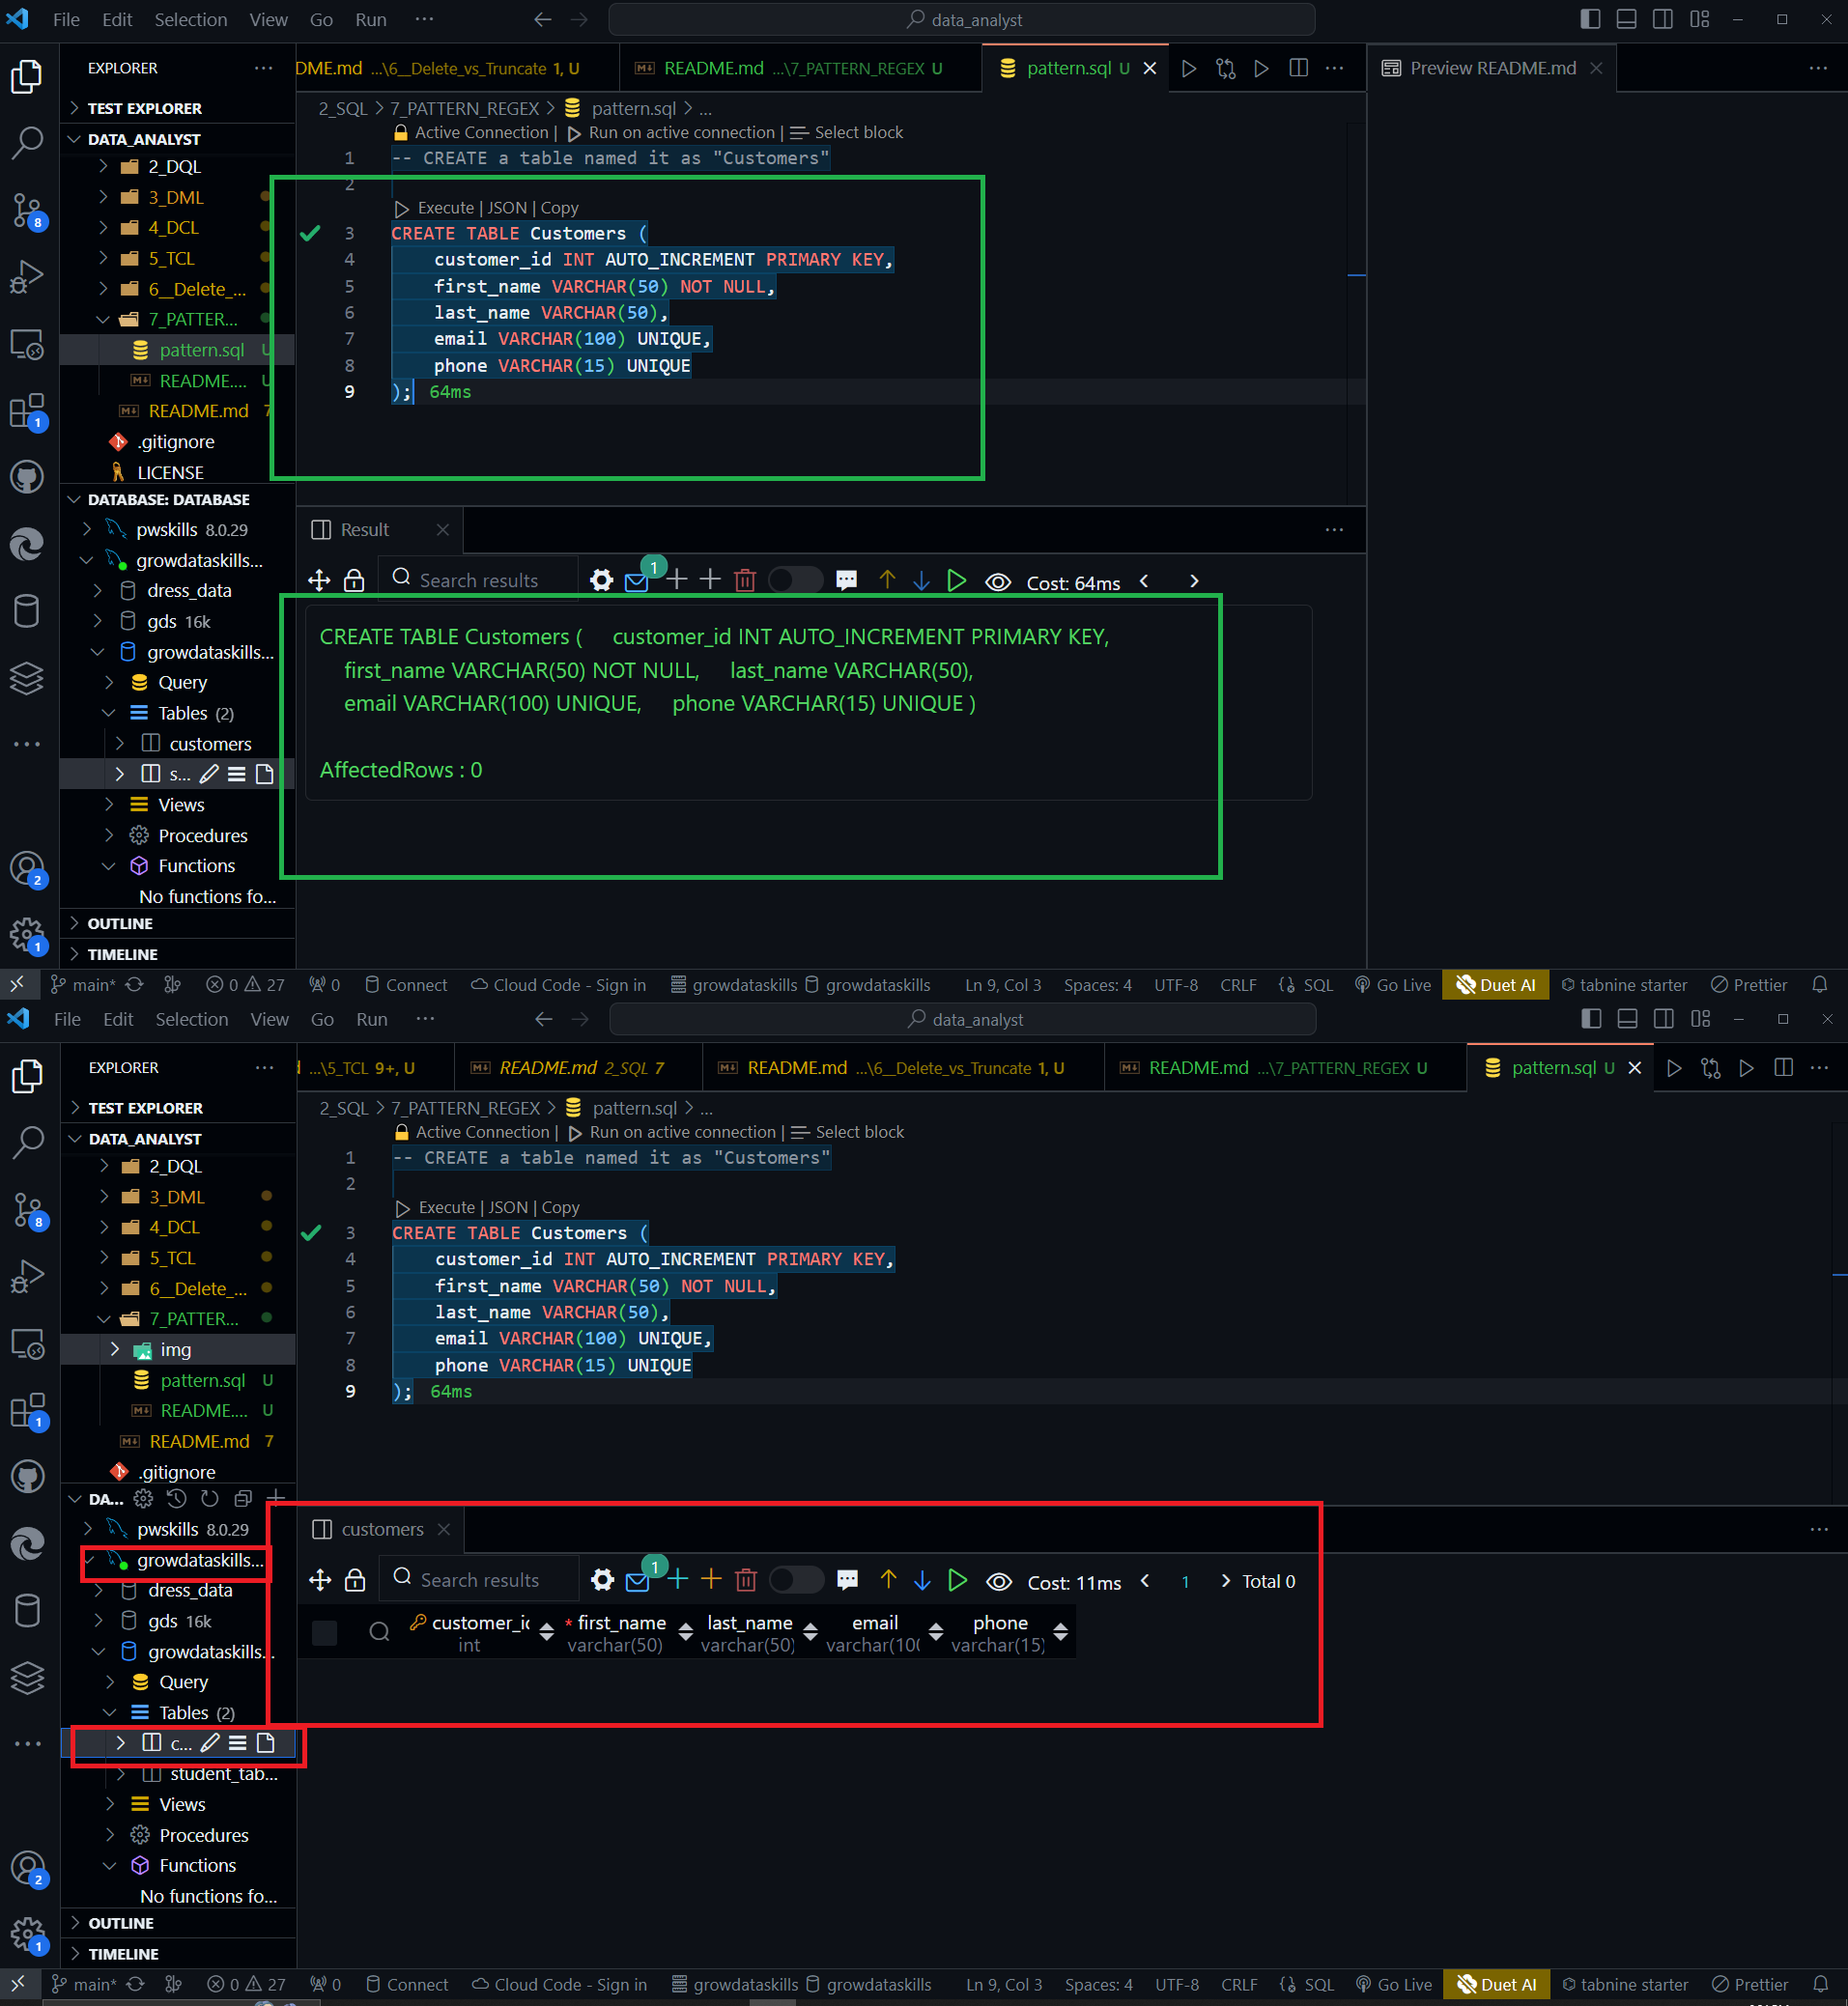 File Edit Selection View Go Run ··· data_analyst
EXPLORER ···
DME.md ...\6__Delete_vs_Truncate 1, U README.md ...\7_PATTERN_REGEX U pattern.sql U Preview README.md ···
TEST EXPLORER
DATA_ANALYST
2_DQL
3_DML
4_DCL
5_TCL
6__Delete_...
7_PATTER...
pattern.sql U
README.... U
README.md 7
.gitignore
LICENSE
2_SQL > 7_PATTERN_REGEX > pattern.sql > ...
Active Connection | Run on active connection | Select block
1 -- CREATE a table named it as "Customers"
2
Execute | JSON | Copy
3 CREATE TABLE Customers (
4 customer_id INT AUTO_INCREMENT PRIMARY KEY,
5 first_name VARCHAR(50) NOT NULL,
6 last_name VARCHAR(50),
7 email VARCHAR(100) UNIQUE,
8 phone VARCHAR(15) UNIQUE
9 ); 64ms
8
1
2
1
DATABASE: DATABASE
pwskills 8.0.29
growdataskills...
dress_data
gds 16k
growdataskills...
Query
Tables (2)
customers
s...
Views
Procedures
Functions
No functions fo...
OUTLINE
TIMELINE
Result ···
Search results 1 Cost: 64ms
CREATE TABLE Customers ( customer_id INT AUTO_INCREMENT PRIMARY KEY,
first_name VARCHAR(50) NOT NULL, last_name VARCHAR(50),
email VARCHAR(100) UNIQUE, phone VARCHAR(15) UNIQUE )
AffectedRows : 0
main* 0 27 0 Connect Cloud Code - Sign in growdataskills growdataskills Ln 9, Col 3 Spaces: 4 UTF-8 CRLF SQL Go Live Duet AI tabnine starter Prettier
File Edit Selection View Go Run ··· data_analyst
EXPLORER ···
...\5_TCL 9+, U README.md 2_SQL 7 README.md ...\6__Delete_vs_Truncate 1, U README.md ...\7_PATTERN_REGEX U pattern.sql U ···
TEST EXPLORER
DATA_ANALYST
2_DQL
3_DML
4_DCL
5_TCL
6__Delete_...
7_PATTER...
img
pattern.sql U
README.... U
README.md 7
.gitignore
2_SQL > 7_PATTERN_REGEX > pattern.sql > ...
Active Connection | Run on active connection | Select block
1 -- CREATE a table named it as "Customers"
2
Execute | JSON | Copy
3 CREATE TABLE Customers (
4 customer_id INT AUTO_INCREMENT PRIMARY KEY,
5 first_name VARCHAR(50) NOT NULL,
6 last_name VARCHAR(50),
7 email VARCHAR(100) UNIQUE,
8 phone VARCHAR(15) UNIQUE
9 ); 64ms
8
1
2
1
DA...
pwskills 8.0.29
growdataskills...
dress_data
gds 16k
growdataskills...
Query
Tables (2)
c...
student_tab...
Views
Procedures
Functions
No functions fo...
OUTLINE
TIMELINE
customers ···
Search results 1 Cost: 11ms 1 Total 0
customer_id * first_name last_name email phone
int varchar(50) varchar(50) varchar(100 varchar(15)
main* 0 27 0 Connect Cloud Code - Sign in growdataskills growdataskills Ln 9, Col 3 Spaces: 4 UTF-8 CRLF SQL Go Live Duet AI tabnine starter Prettier